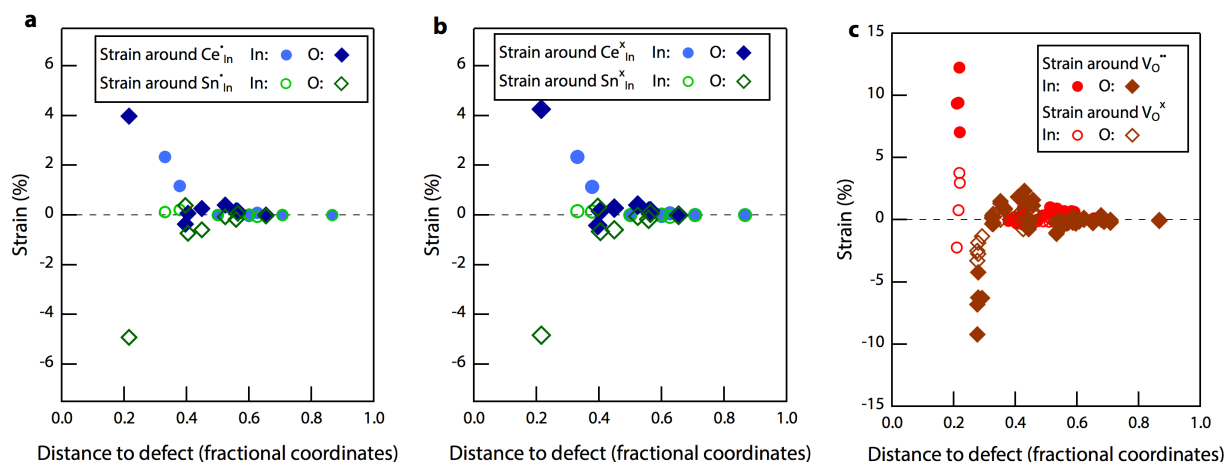 a
Strain around Ce•In In: O:
Strain around Sn•In In: O:
6
4
2
0
-2
-4
-6
Strain (%)
0.0 0.2 0.4 0.6 0.8 1.0
Distance to defect (fractional coordinates)
b
Strain around CexIn In: O:
Strain around SnxIn In: O:
6
4
2
0
-2
-4
-6
Strain (%)
0.0 0.2 0.4 0.6 0.8 1.0
Distance to defect (fractional coordinates)
c
Strain around VO••
In: O:
Strain around VOx
In: O:
15
10
5
0
-5
-10
-15
Strain (%)
0.0 0.2 0.4 0.6 0.8 1.0
Distance to defect (fractional coordinates)